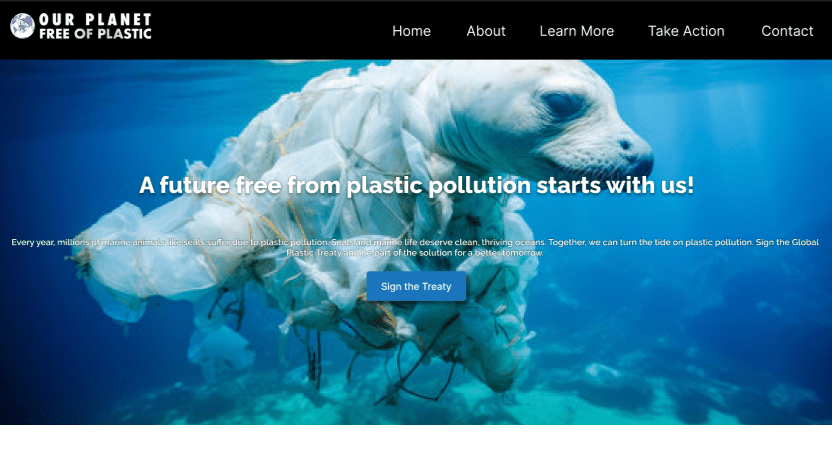 OUR PLANET
FREE OF PLASTIC
Home About Learn More Take Action Contact
A future free from plastic pollution starts with us!
Every year, millions of marine animals like seals suffer due to plastic pollution. Seals and marine life deserve clean, thriving oceans. Together, we can turn the tide on plastic pollution. Sign the Global
Plastic Treaty and be part of the solution for a better tomorrow.
Sign the Treaty